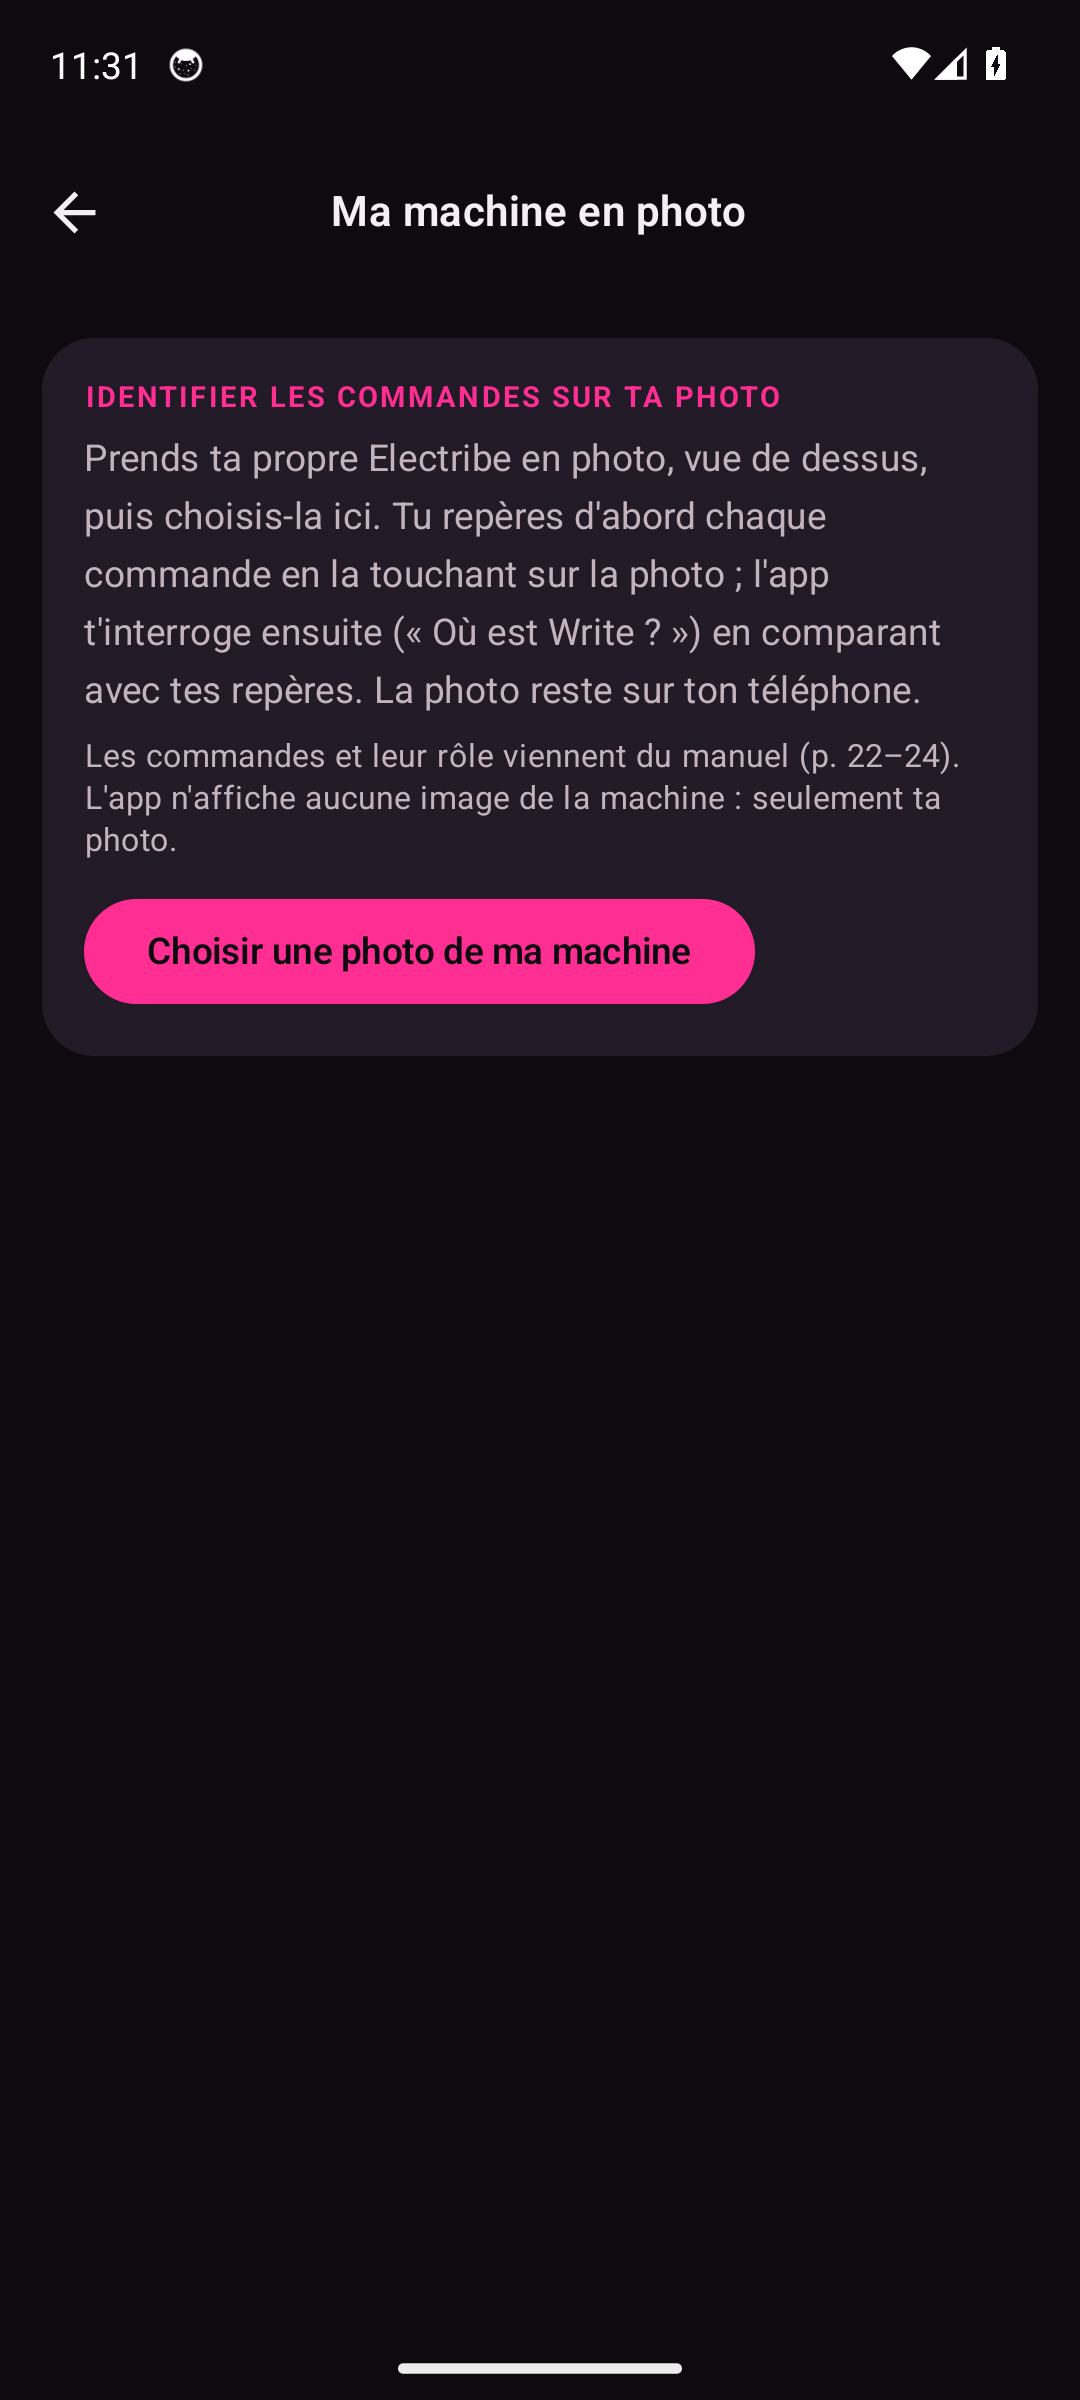 11:31
Ma machine en photo
IDENTIFIER LES COMMANDES SUR TA PHOTO
Prends ta propre Electribe en photo, vue de dessus,
puis choisis-la ici. Tu repères d'abord chaque
commande en la touchant sur la photo ; l'app
t'interroge ensuite (« Où est Write ? ») en comparant
avec tes repères. La photo reste sur ton téléphone.
Les commandes et leur rôle viennent du manuel (p. 22–24).
L'app n'affiche aucune image de la machine : seulement ta
photo.
Choisir une photo de ma machine